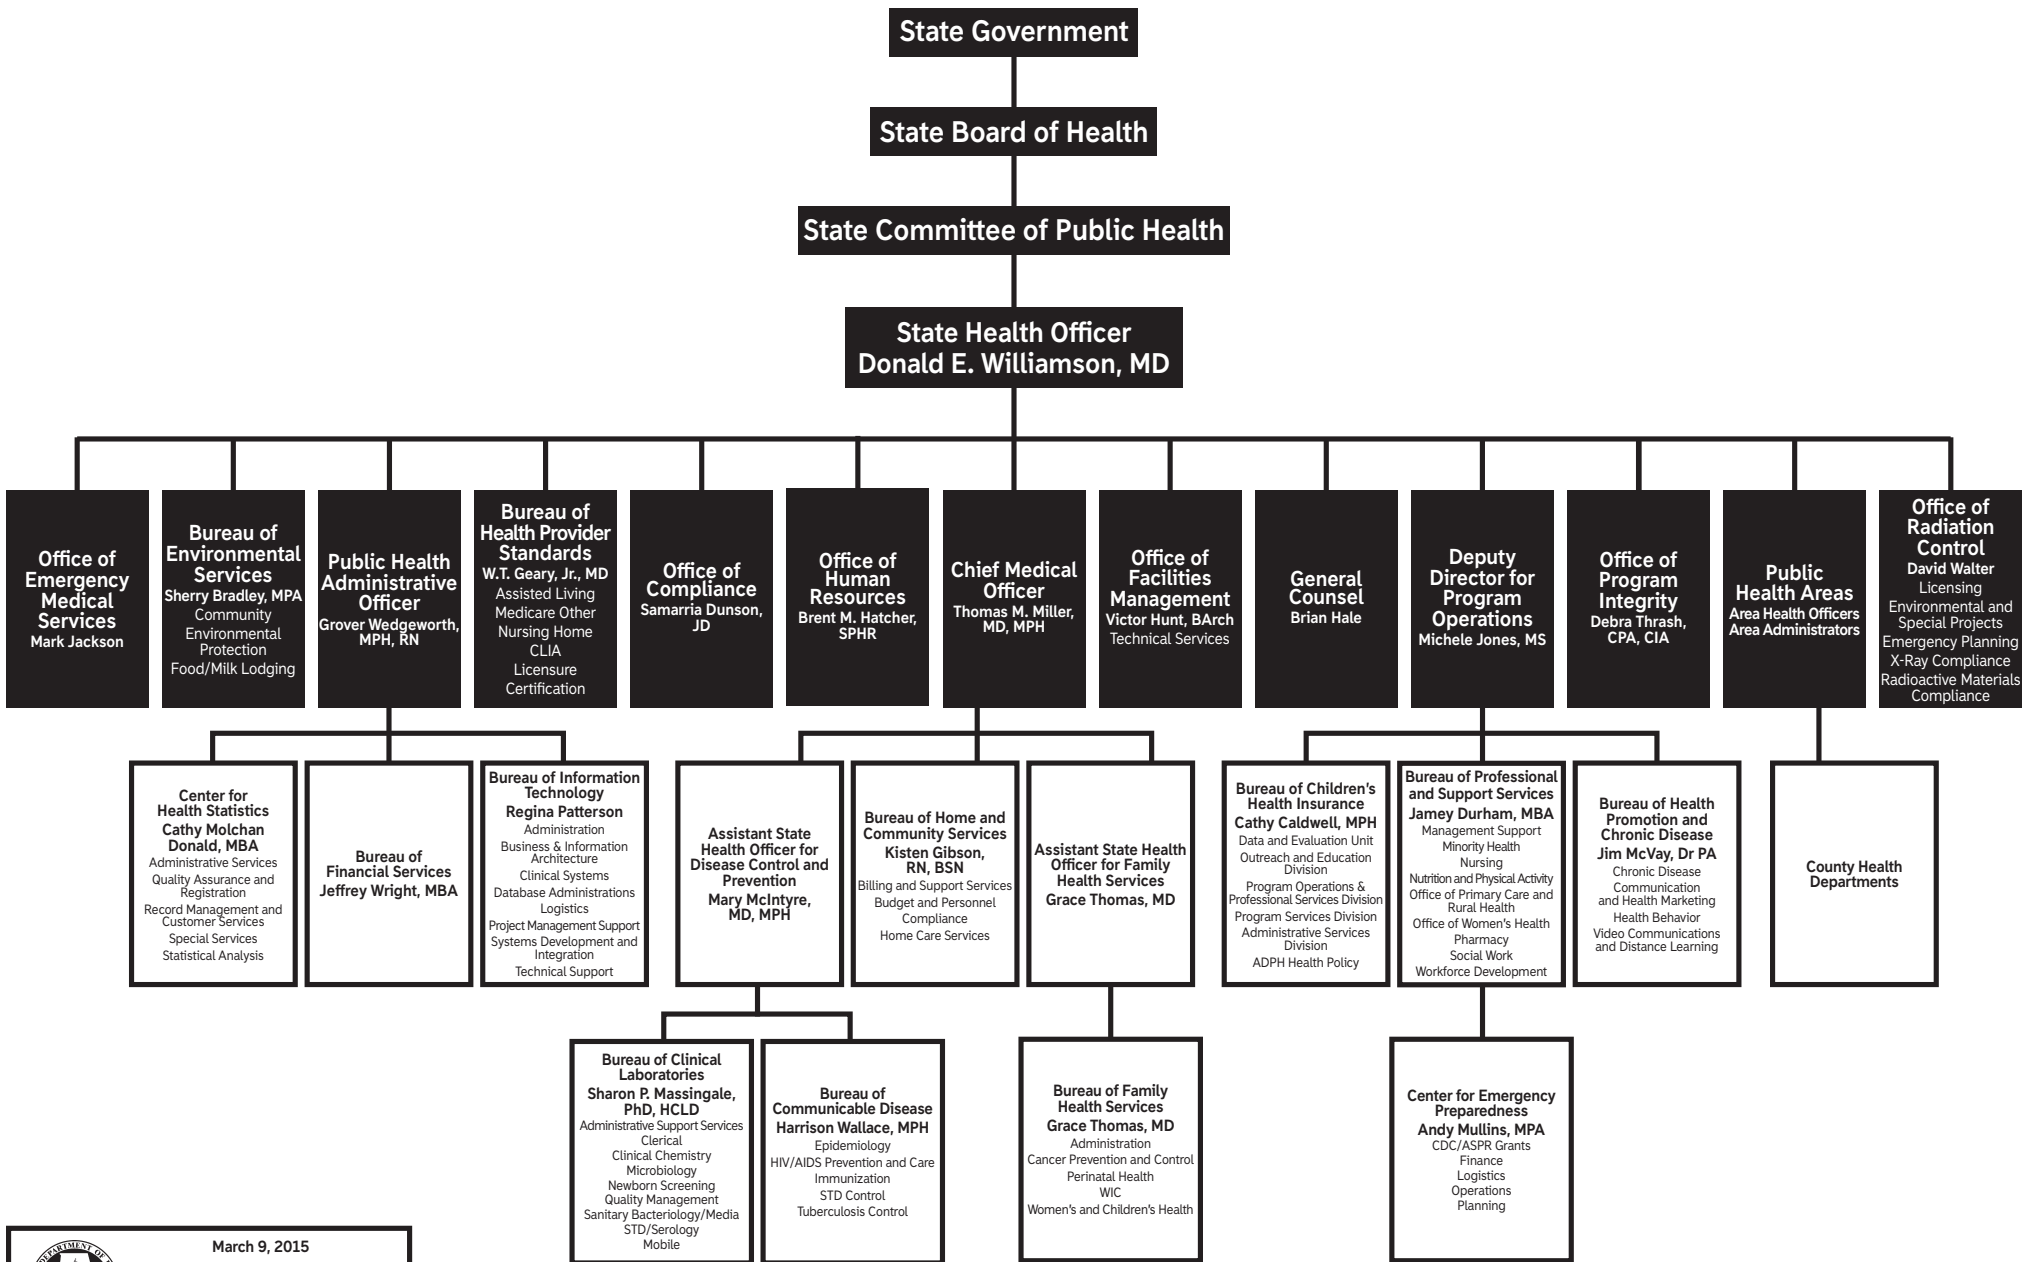 State Government
State Board of Health
State Committee of Public Health
State Health Officer
Donald E. Williamson, MD
Office of
Emergency
Medical
Services
Mark Jackson
Bureau of
Environmental
Services
Sherry Bradley, MPA
Community
Environmental
Protection
Food/Milk Lodging
Public Health
Administrative
Officer
Grover Wedgeworth,
MPH, RN
Bureau of
Health Provider
Standards
W.T. Geary, Jr., MD
Assisted Living
Medicare Other
Nursing Home
CLIA
Licensure
Certification
Office of
Compliance
Samarria Dunson,
JD
Office of
Human
Resources
Brent M. Hatcher,
SPHR
Chief Medical
Officer
Thomas M. Miller,
MD, MPH
Office of
Facilities
Management
Victor Hunt, BArch
Technical Services
General
Counsel
Brian Hale
Deputy
Director for
Program
Operations
Michele Jones, MS
Office of
Program
Integrity
Debra Thrash,
CPA, CIA
Public
Health Areas
Area Health Officers
Area Administrators
Office of
Radiation
Control
David Walter
Licensing
Environmental and
Special Projects
Emergency Planning
X-Ray Compliance
Radioactive Materials
Compliance
Center for
Health Statistics
Cathy Molchan
Donald, MBA
Administrative Services
Quality Assurance and
Registration
Record Management and
Customer Services
Special Services
Statistical Analysis
Bureau of
Financial Services
Jeffrey Wright, MBA
Bureau of Information
Technology
Regina Patterson
Administration
Business & Information
Architecture
Clinical Systems
Database Administrations
Logistics
Project Management Support
Systems Development and
Integration
Technical Support
Assistant State
Health Officer for
Disease Control and
Prevention
Mary McIntyre,
MD, MPH
Bureau of Home and
Community Services
Kisten Gibson,
RN, BSN
Billing and Support Services
Budget and Personnel
Compliance
Home Care Services
Assistant State Health
Officer for Family
Health Services
Grace Thomas, MD
Bureau of Children's
Health Insurance
Cathy Caldwell, MPH
Data and Evaluation Unit
Outreach and Education
Division
Program Operations &
Professional Services Division
Program Services Division
Administrative Services
Division
ADPH Health Policy
Bureau of Professional
and Support Services
Jamey Durham, MBA
Management Support
Minority Health
Nursing
Nutrition and Physical Activity
Office of Primary Care and
Rural Health
Office of Women's Health
Pharmacy
Social Work
Workforce Development
Bureau of Health
Promotion and
Chronic Disease
Jim McVay, Dr PA
Chronic Disease
Communication
and Health Marketing
Health Behavior
Video Communications
and Distance Learning
County Health
Departments
Bureau of Clinical
Laboratories
Sharon P. Massingale,
PhD, HCLD
Administrative Support Services
Clerical
Clinical Chemistry
Microbiology
Newborn Screening
Quality Management
Sanitary Bacteriology/Media
STD/Serology
Mobile
Bureau of
Communicable Disease
Harrison Wallace, MPH
Epidemiology
HIV/AIDS Prevention and Care
Immunization
STD Control
Tuberculosis Control
Bureau of Family
Health Services
Grace Thomas, MD
Administration
Cancer Prevention and Control
Perinatal Health
WIC
Women's and Children's Health
Center for Emergency
Preparedness
Andy Mullins, MPA
CDC/ASPR Grants
Finance
Logistics
Operations
Planning
March 9, 2015
DEPARTMENT OF